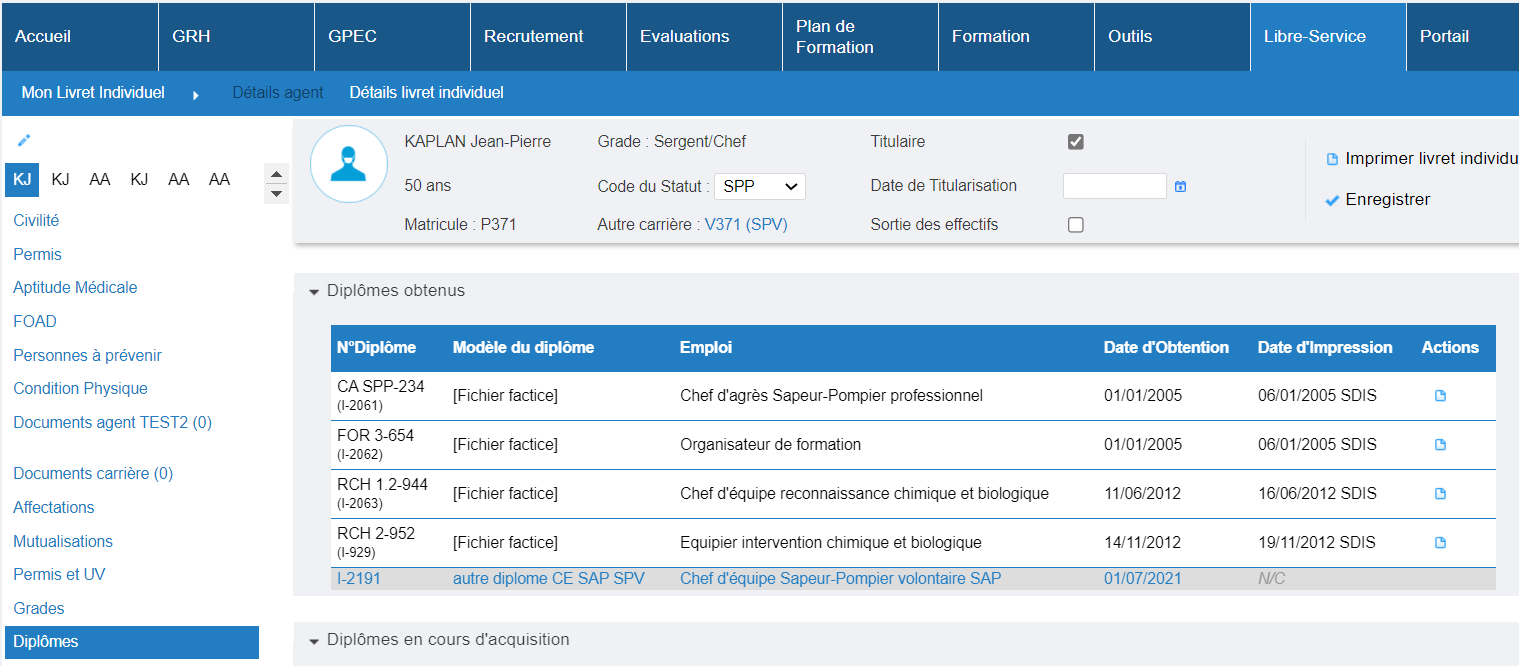 Accueil GRH GPEC Recrutement Evaluations Plan de Formation Formation Outils Libre-Service Portail
Mon Livret Individuel Détails agent Détails livret individuel
KJ KJ AA KJ AA AA
Civilité
Permis
Aptitude Médicale
FOAD
Personnes à prévenir
Condition Physique
Documents agent TEST2 (0)
Documents carrière (0)
Affectations
Mutualisations
Permis et UV
Grades
Diplômes
KAPLAN Jean-Pierre Grade : Sergent/Chef Titulaire
50 ans Code du Statut : SPP Date de Titularisation
Matricule : P371 Autre carrière : V371 (SPV) Sortie des effectifs
Imprimer livret individu
Enregistrer
Diplômes obtenus
N°Diplôme Modèle du diplôme Emploi Date d'Obtention Date d'Impression Actions
CA SPP-234 [Fichier factice] Chef d'agrès Sapeur-Pompier professionnel 01/01/2005 06/01/2005 SDIS
(I-2061)
FOR 3-654 [Fichier factice] Organisateur de formation 01/01/2005 06/01/2005 SDIS
(I-2062)
RCH 1.2-944 [Fichier factice] Chef d'équipe reconnaissance chimique et biologique 11/06/2012 16/06/2012 SDIS
(I-2063)
RCH 2-952 [Fichier factice] Equipier intervention chimique et biologique 14/11/2012 19/11/2012 SDIS
(I-929)
I-2191 autre diplome CE SAP SPV Chef d'équipe Sapeur-Pompier volontaire SAP 01/07/2021 N/C
Diplômes en cours d'acquisition